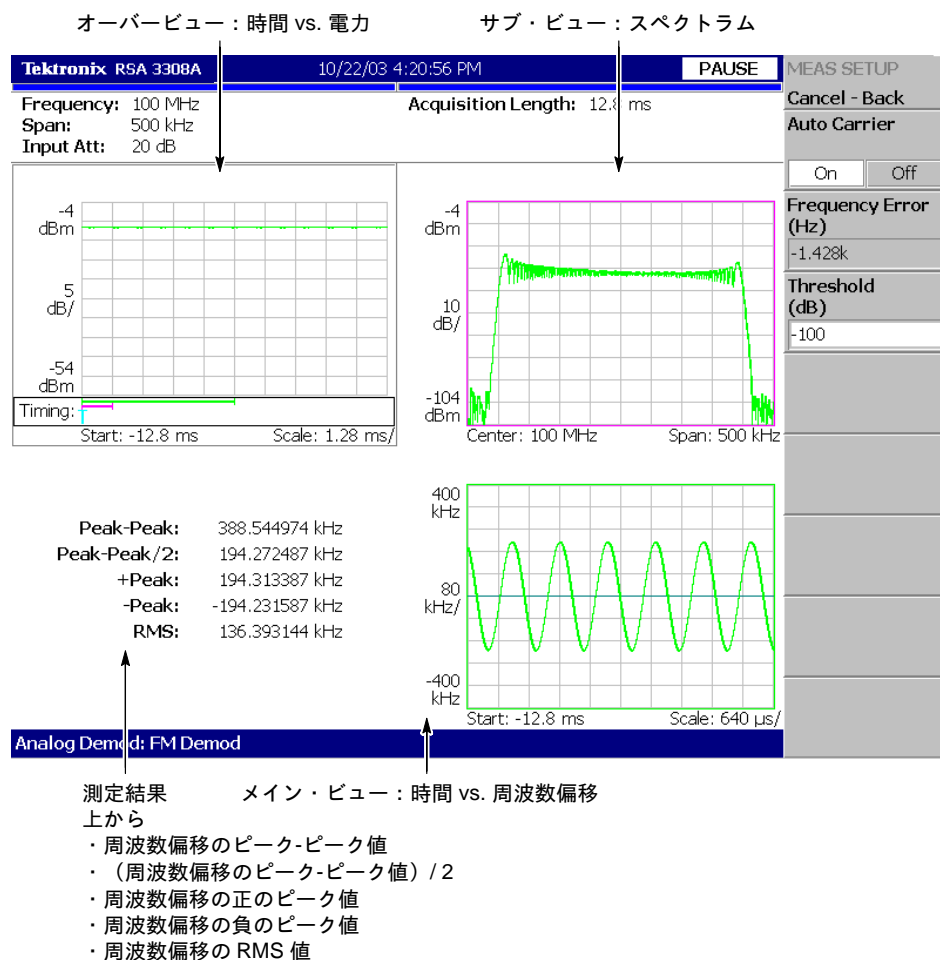 オーバービュー：時間 vs. 電力
サブ・ビュー：スペクトラム
Tektronix RSA 3308A
10/22/03 4:20:56 PM
PAUSE
MEAS SETUP
Frequency: 100 MHz
Acquisition Length: 12.8 ms
Span: 500 kHz
Input Att: 20 dB
Cancel - Back
Auto Carrier
On
Off
Frequency Error
(Hz)
-1.428k
Threshold
(dB)
-100
-4
dBm
5
dB/
-54
dBm
Timing:
T
Start: -12.8 ms
Scale: 1.28 ms/
-4
dBm
10
dB/
-104
dBm
Center: 100 MHz
Span: 500 kHz
Peak-Peak: 388.544974 kHz
Peak-Peak/2: 194.272487 kHz
+Peak: 194.313387 kHz
-Peak: -194.231587 kHz
RMS: 136.393144 kHz
400
kHz
80
kHz/
-400
kHz
Start: -12.8 ms
Scale: 640 µs/
Analog Demod: FM Demod
測定結果
メイン・ビュー：時間 vs. 周波数偏移
上から
・周波数偏移のピーク-ピーク値
・（周波数偏移のピーク-ピーク値）/ 2
・周波数偏移の正のピーク値
・周波数偏移の負のピーク値
・周波数偏移の RMS 値